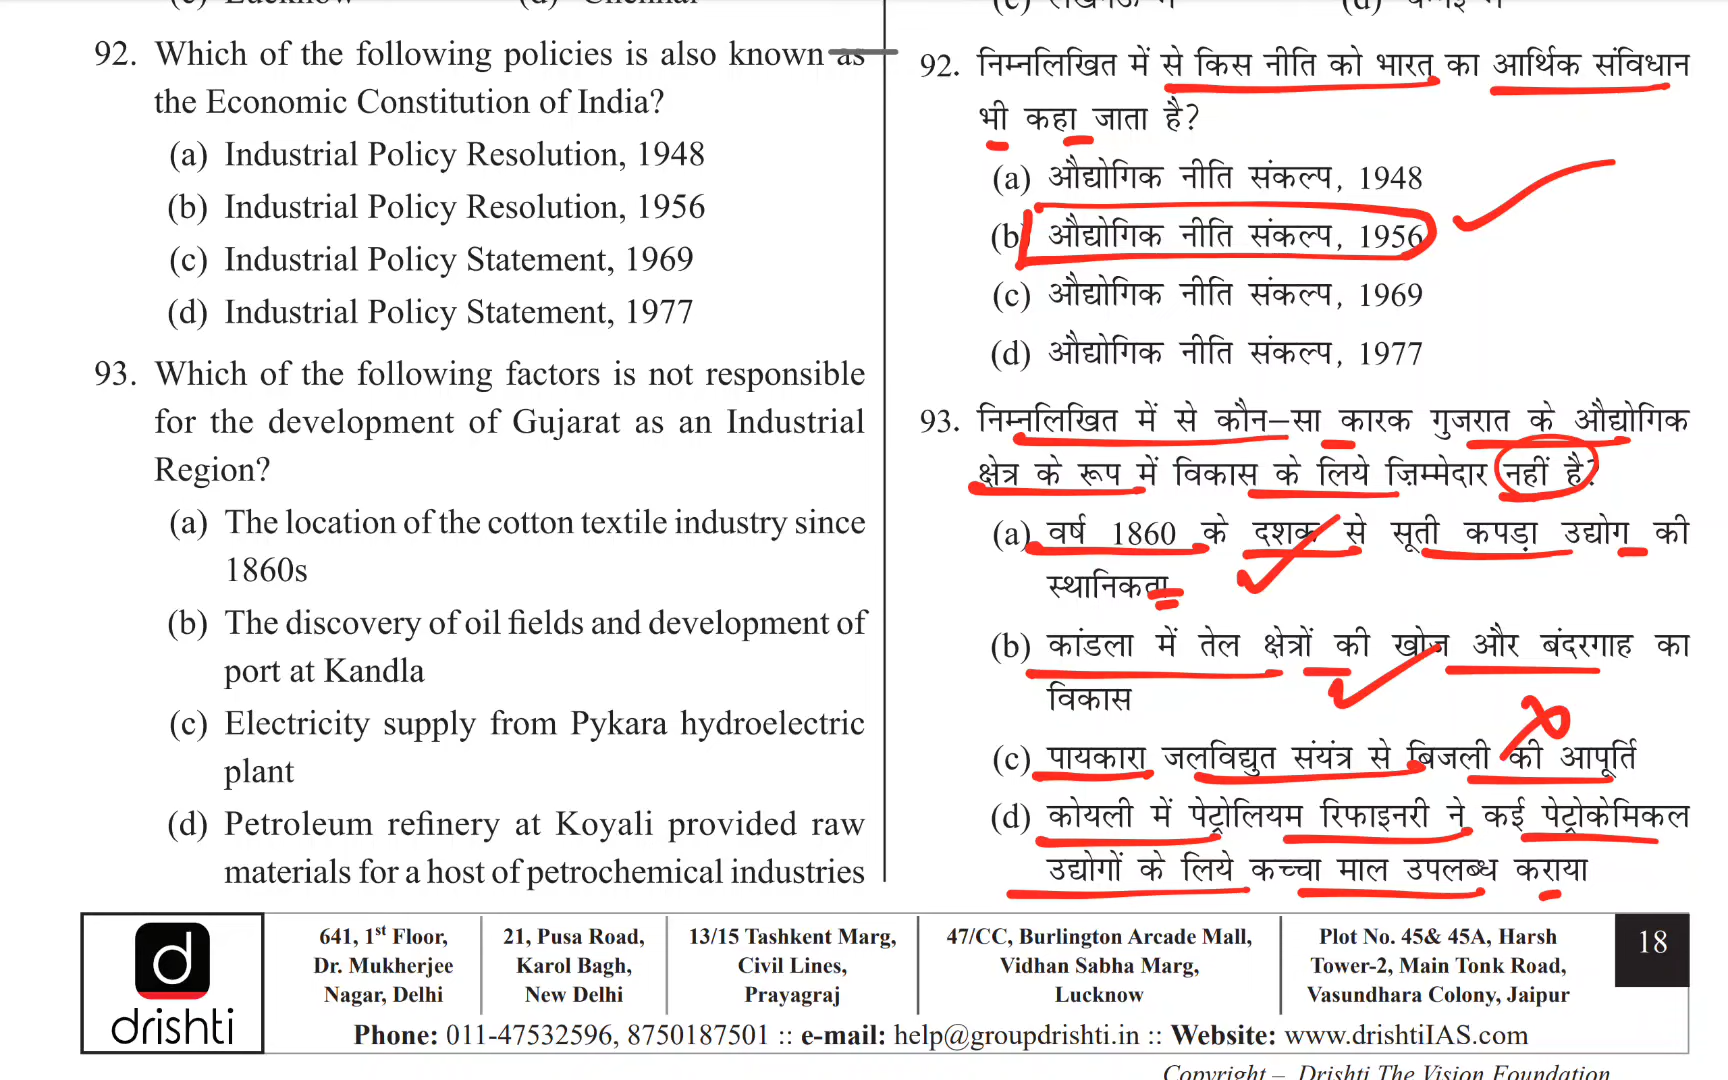 92. Which of the following policies is also known as
the Economic Constitution of India?
(a) Industrial Policy Resolution, 1948
(b) Industrial Policy Resolution, 1956
(c) Industrial Policy Statement, 1969
(d) Industrial Policy Statement, 1977
93. Which of the following factors is not responsible
for the development of Gujarat as an Industrial
Region?
(a) The location of the cotton textile industry since
1860s
(b) The discovery of oil fields and development of
port at Kandla
(c) Electricity supply from Pykara hydroelectric
plant
(d) Petroleum refinery at Koyali provided raw
materials for a host of petrochemical industries
92. निम्नलिखित में से किस नीति को भारत का आर्थिक संविधान
भी कहा जाता है?
(a) औद्योगिक नीति संकल्प, 1948
(b) औद्योगिक नीति संकल्प, 1956
(c) औद्योगिक नीति संकल्प, 1969
(d) औद्योगिक नीति संकल्प, 1977
93. निम्नलिखित में से कौन-सा कारक गुजरात के औद्योगिक
क्षेत्र के रूप में विकास के लिये ज़िम्मेदार नहीं है?
(a) वर्ष 1860 के दशक से सूती कपड़ा उद्योग की
स्थानिकता
(b) कांडला में तेल क्षेत्रों की खोज और बंदरगाह का
विकास
(c) पायकारा जलविद्युत संयंत्र से बिजली की आपूर्ति
(d) कोयली में पेट्रोलियम रिफाइनरी ने कई पेट्रोकेमिकल
उद्योगों के लिये कच्चा माल उपलब्ध कराया
d
drishti
641, 1st Floor,
Dr. Mukherjee
Nagar, Delhi
21, Pusa Road,
Karol Bagh,
New Delhi
13/15 Tashkent Marg,
Civil Lines,
Prayagraj
47/CC, Burlington Arcade Mall,
Vidhan Sabha Marg,
Lucknow
Plot No. 45& 45A, Harsh
Tower-2, Main Tonk Road,
Vasundhara Colony, Jaipur
18
Phone: 011-47532596, 8750187501 :: e-mail: help@groupdrishti.in :: Website: www.drishtiIAS.com
Copyright – Drishti The Vision Foundation